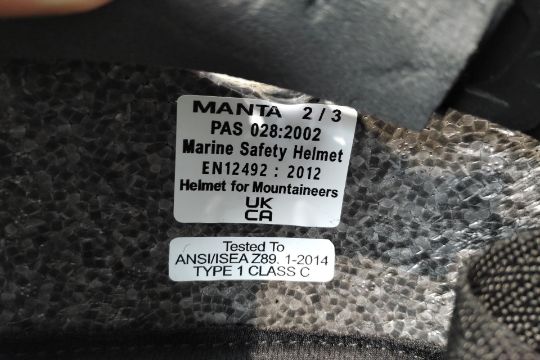 MANTA 2/3
PAS 028:2002
Marine Safety Helmet
EN12492 : 2012
Helmet for Mountaineers
UK
CA
Tested To
ANSI/ISEA Z89. 1-2014
TYPE 1 CLASS C